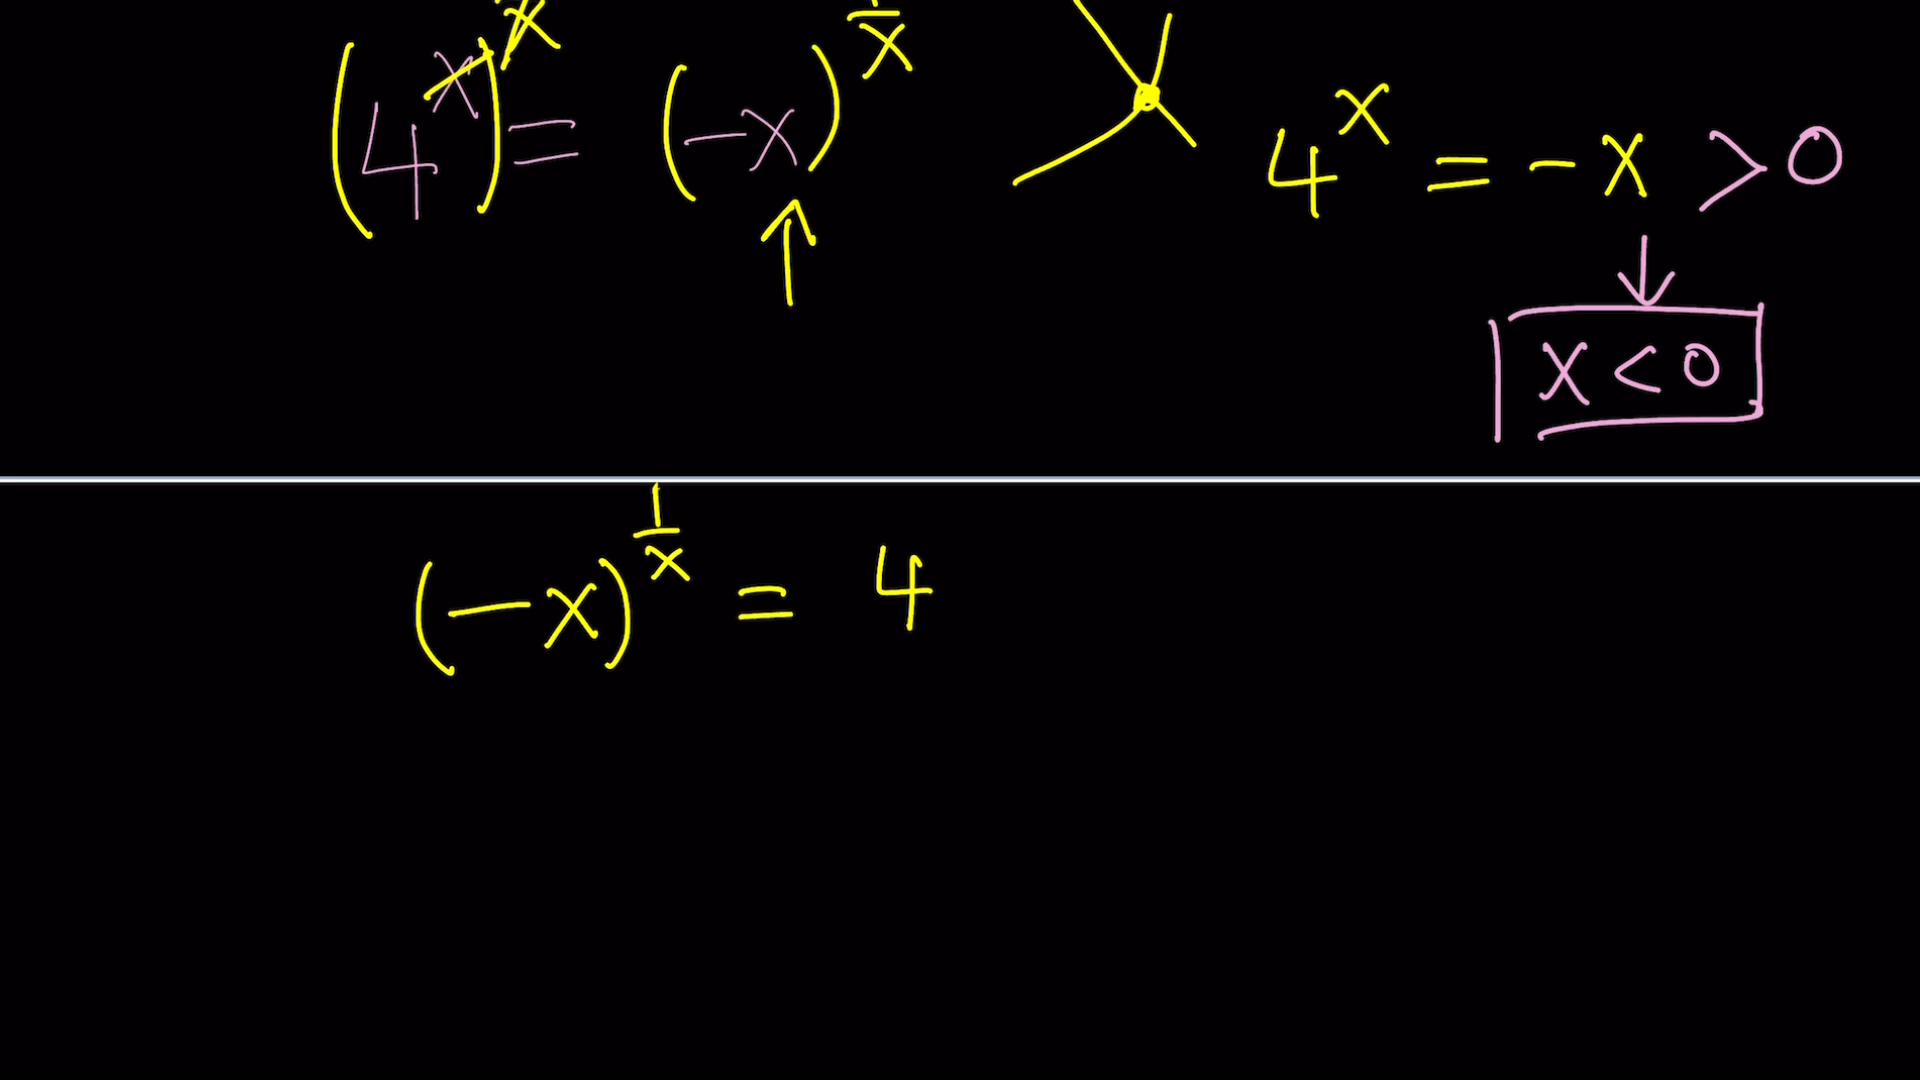 (4^x)^{1/x} = (-x)^{1/x}
4^x = -x > 0
↑
↓
x < 0
(-x)^{1/x} = 4